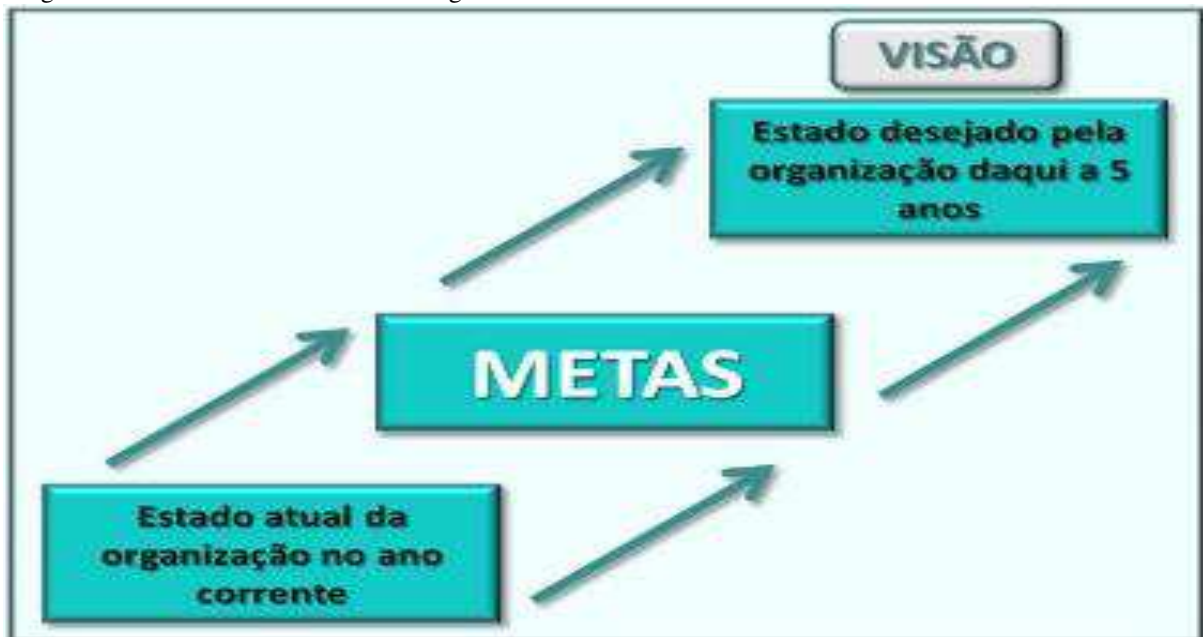 VISÃO
Estado desejado pela
organização daqui a 5
anos
METAS
Estado atual da
organização no ano
corrente